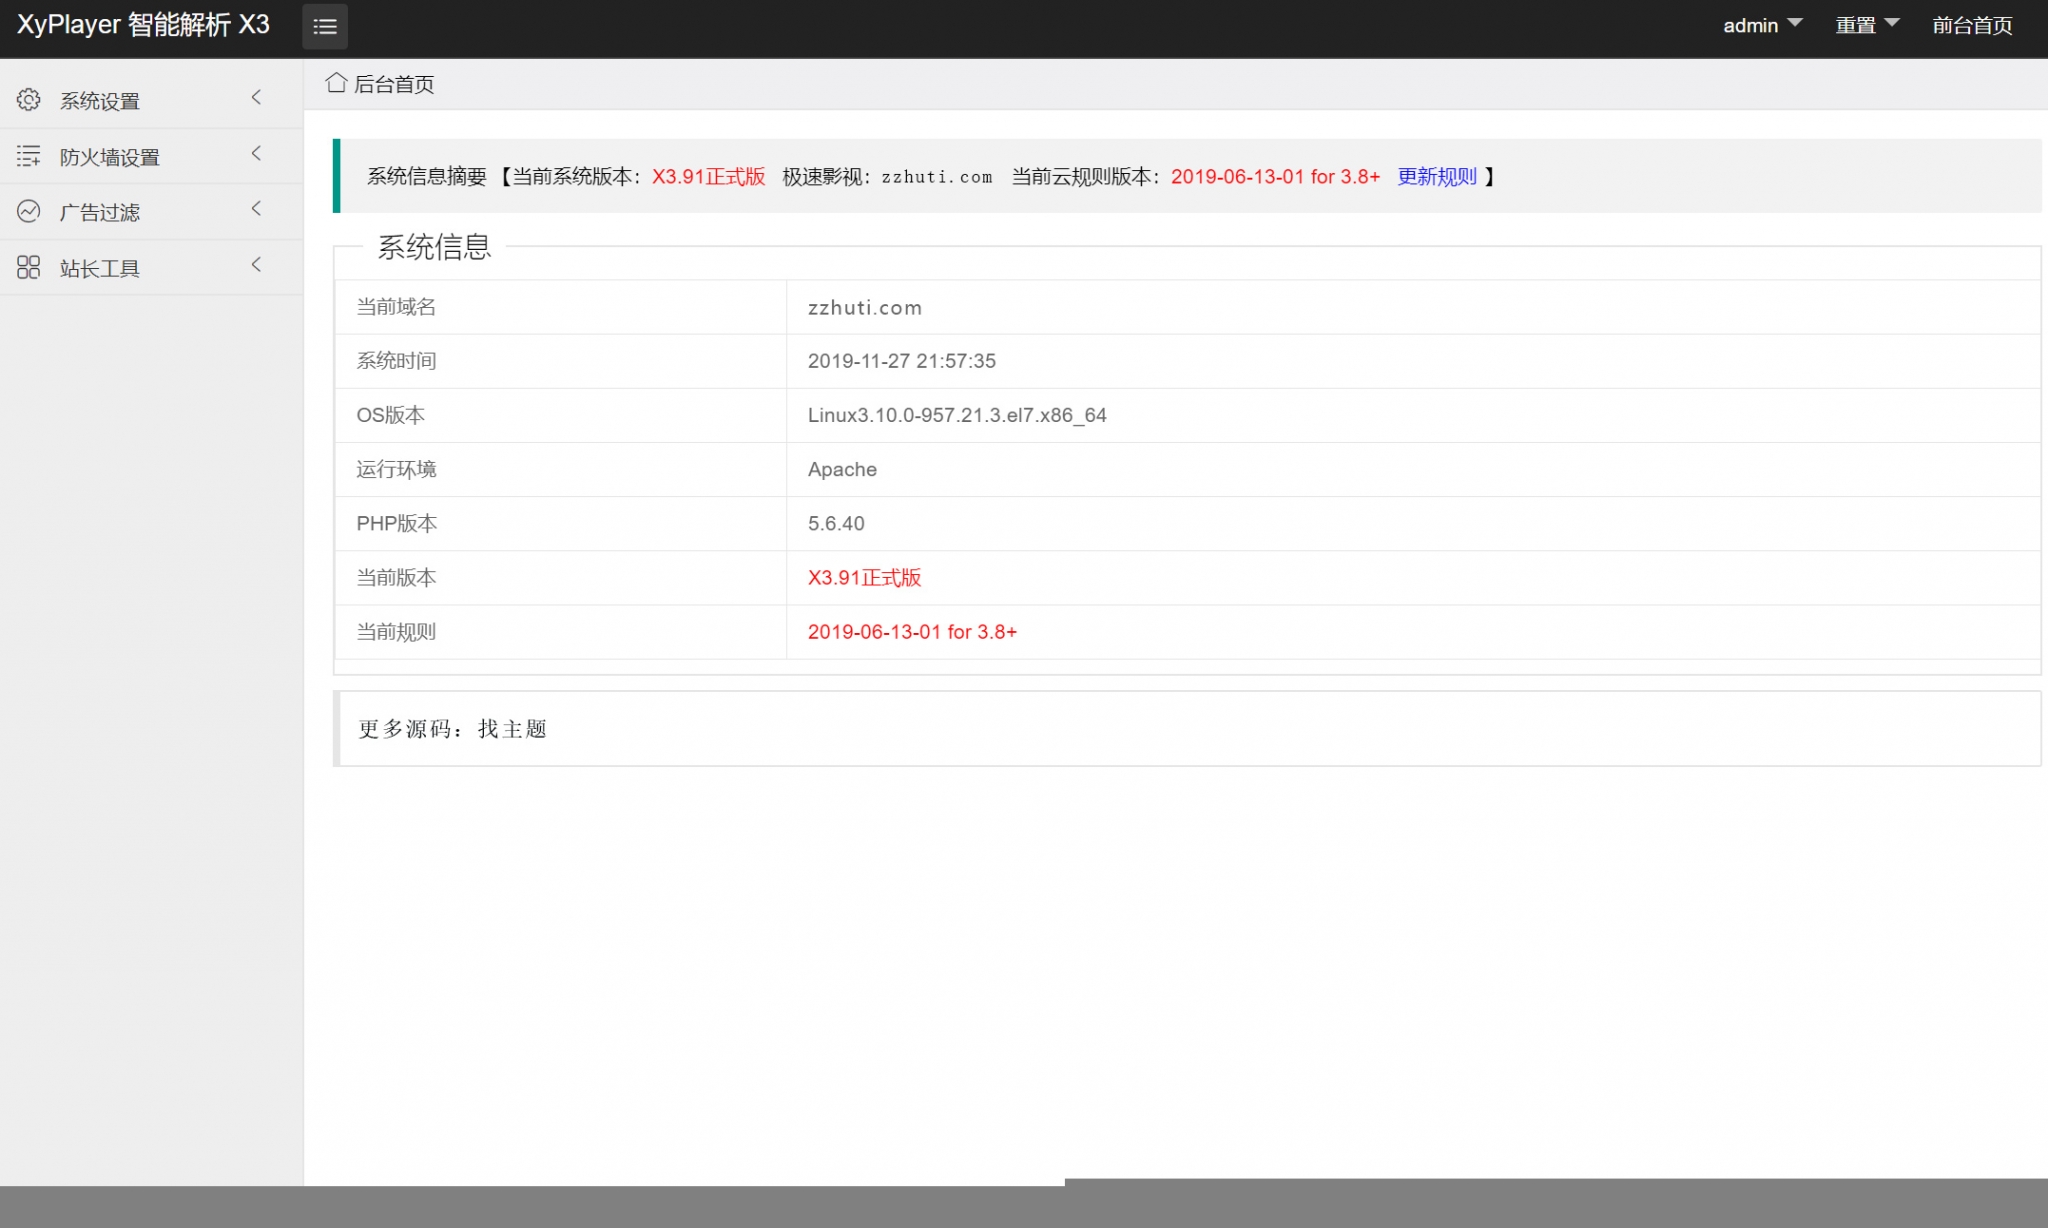 XyPlayer 智能解析 X3
admin 重置 前台首页
系统设置
防火墙设置
广告过滤
站长工具
后台首页
系统信息摘要 【当前系统版本：X3.91正式版 极速影视：zzhuti.com 当前云规则版本：2019-06-13-01 for 3.8+ 更新规则 】
系统信息
当前域名 zzhuti.com
系统时间 2019-11-27 21:57:35
OS版本 Linux3.10.0-957.21.3.el7.x86_64
运行环境 Apache
PHP版本 5.6.40
当前版本 X3.91正式版
当前规则 2019-06-13-01 for 3.8+
更多源码：找主题